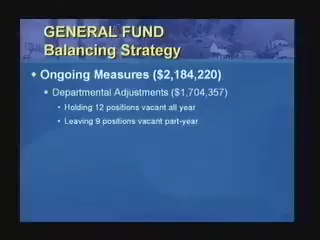 GENERAL FUND
Balancing Strategy
Ongoing Measures ($2,184,220)
Departmental Adjustments ($1,704,357)
Holding 12 positions vacant all year
Leaving 9 positions vacant part-year